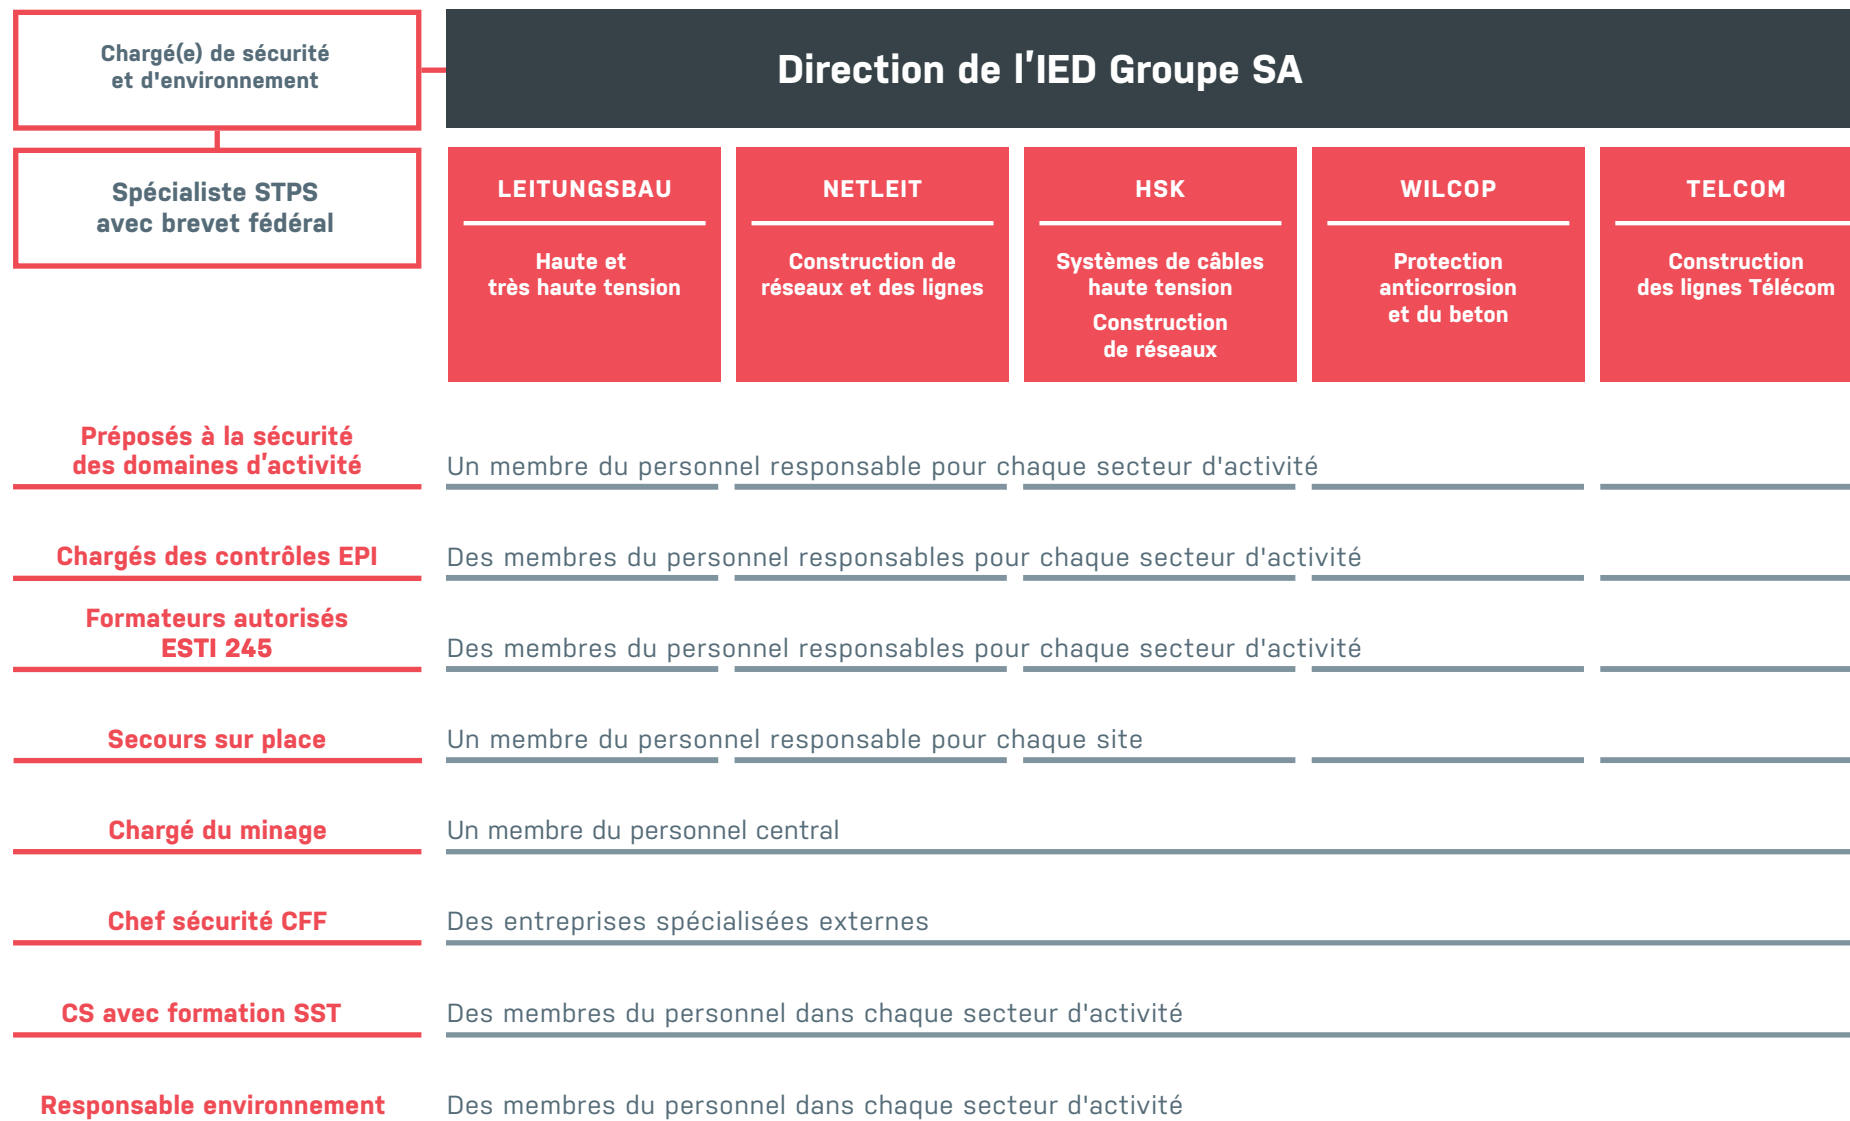 Chargé(e) de sécurité
et d'environnement
Direction de l'IED Groupe SA
Spécialiste STPS
avec brevet fédéral
LEITUNGSBAU
Haute et
très haute tension
NETLEIT
Construction de
réseaux et des lignes
HSK
Systèmes de câbles
haute tension
Construction
de réseaux
WILCOP
Protection
anticorrosion
et du beton
TELCOM
Construction
des lignes Télécom
Préposés à la sécurité
des domaines d'activité
Un membre du personnel responsable pour chaque secteur d'activité
Chargés des contrôles EPI
Des membres du personnel responsables pour chaque secteur d'activité
Formateurs autorisés
ESTI 245
Des membres du personnel responsables pour chaque secteur d'activité
Secours sur place
Un membre du personnel responsable pour chaque site
Chargé du minage
Un membre du personnel central
Chef sécurité CFF
Des entreprises spécialisées externes
CS avec formation SST
Des membres du personnel dans chaque secteur d'activité
Responsable environnement
Des membres du personnel dans chaque secteur d'activité